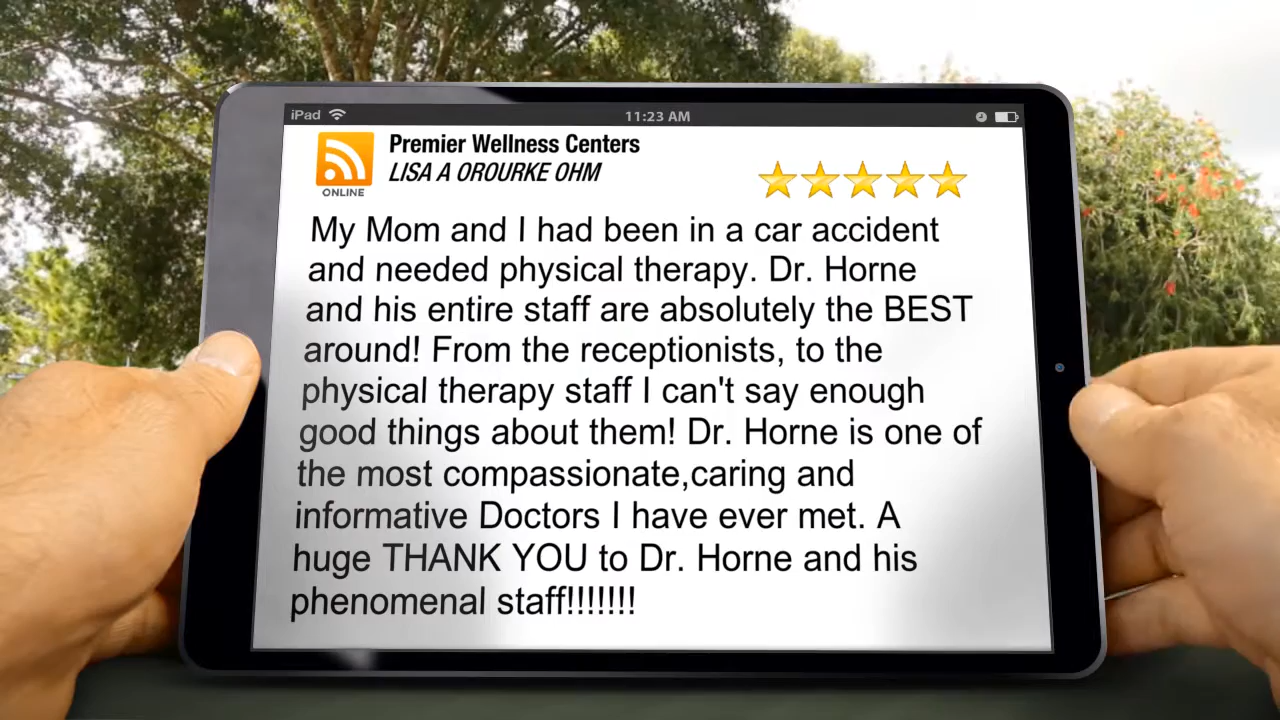 iPad
11:23 AM
Premier Wellness Centers
LISA A OROURKE OHM
ONLINE
My Mom and I had been in a car accident
and needed physical therapy. Dr. Horne
and his entire staff are absolutely the BEST
around! From the receptionists, to the
physical therapy staff I can't say enough
good things about them! Dr. Horne is one of
the most compassionate,caring and
informative Doctors I have ever met. A
huge THANK YOU to Dr. Horne and his
phenomenal staff!!!!!!!